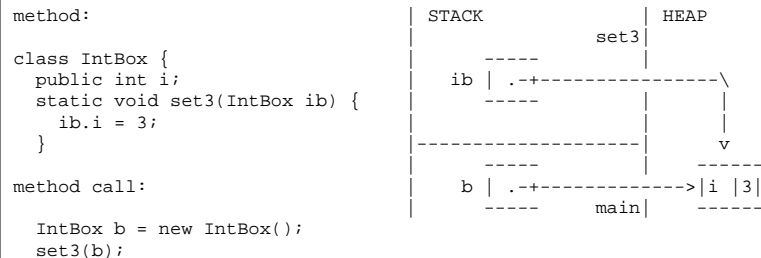 method:                          | STACK             | HEAP
                                 |               set3|
class IntBox {                   |      -----        |
  public int i;                  |   ib | .-+----------------\
  static void set3(IntBox ib) {  |      -----        |      |
    ib.i = 3;                    |                   |      |
  }                              |-------------------|      v
                                 |      -----        |    ------
method call:                     |    b | .-+------------->|i |3|
                                 |      -----    main|    ------
  IntBox b = new IntBox();
  set3(b);